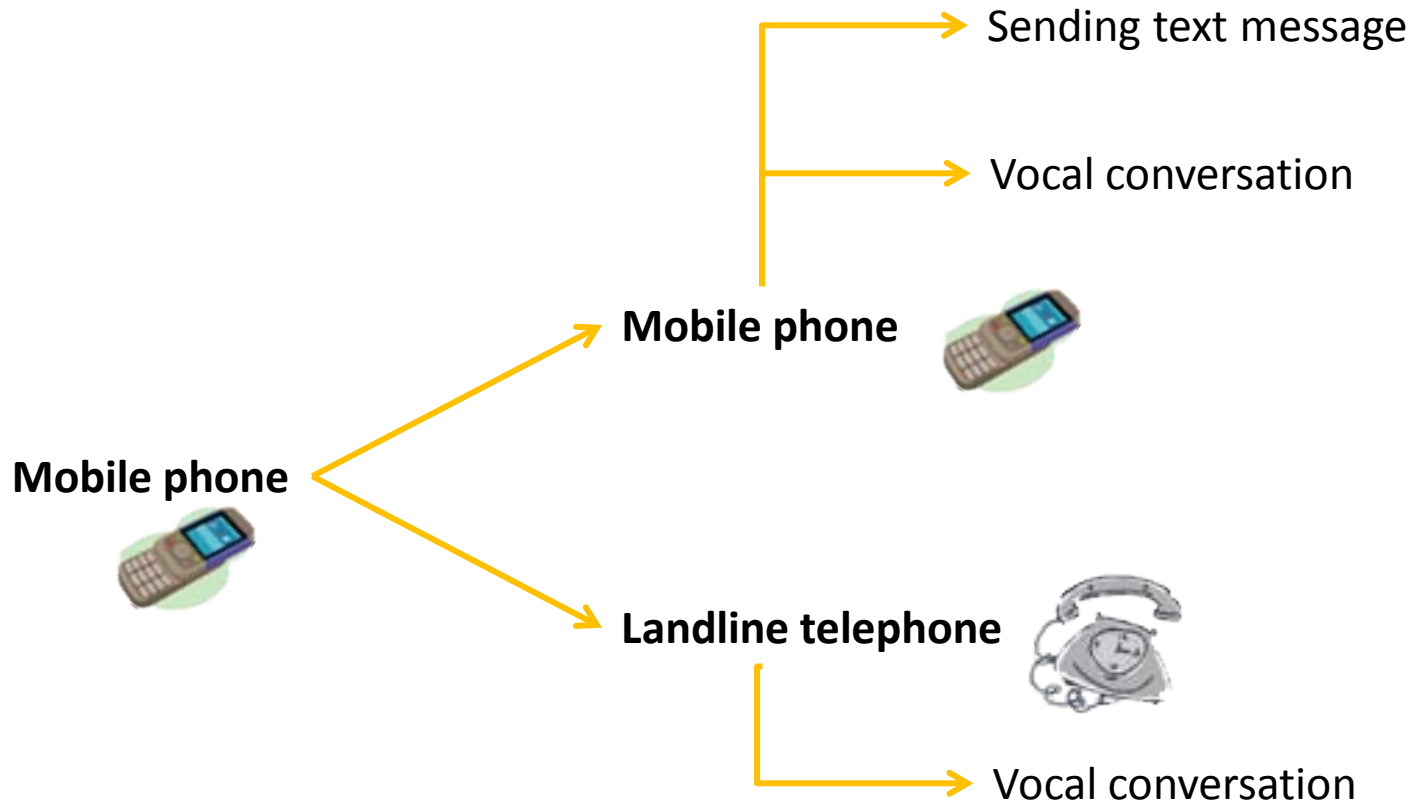 Sending text message
Vocal conversation
Mobile phone
Mobile phone
Landline telephone
Vocal conversation